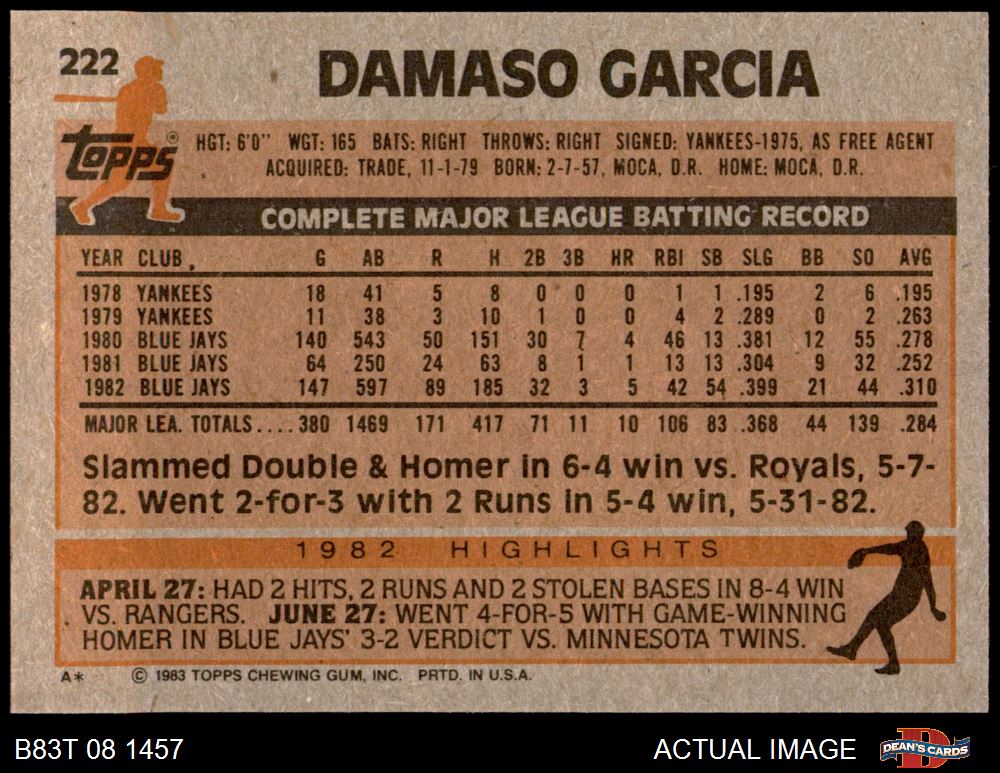 222
DAMASO GARCIA
Topps®
HGT: 6'0" WGT: 165 BATS: RIGHT THROWS: RIGHT SIGNED: YANKEES-1975, AS FREE AGENT
ACQUIRED: TRADE, 11-1-79 BORN: 2-7-57, MOCA, D.R. HOME: MOCA, D.R.
COMPLETE MAJOR LEAGUE BATTING RECORD
YEAR CLUB G AB R H 2B 3B HR RBI SB SLG BB SO AVG
1978 YANKEES 18 41 5 8 0 0 0 1 1 .195 2 6 .195
1979 YANKEES 11 38 3 10 1 0 0 4 2 .289 0 2 .263
1980 BLUE JAYS 140 543 50 151 30 7 4 46 13 .381 12 55 .278
1981 BLUE JAYS 64 250 24 63 8 1 1 13 13 .304 9 32 .252
1982 BLUE JAYS 147 597 89 185 32 3 5 42 54 .399 21 44 .310
MAJOR LEA. TOTALS.... 380 1469 171 417 71 11 10 106 83 .368 44 139 .284
Slammed Double & Homer in 6-4 win vs. Royals, 5-7-
82. Went 2-for-3 with 2 Runs in 5-4 win, 5-31-82.
1982 HIGHLIGHTS
APRIL 27: HAD 2 HITS, 2 RUNS AND 2 STOLEN BASES IN 8-4 WIN
VS. RANGERS. JUNE 27: WENT 4-FOR-5 WITH GAME-WINNING
HOMER IN BLUE JAYS' 3-2 VERDICT VS. MINNESOTA TWINS.
A* © 1983 TOPPS CHEWING GUM, INC. PRTD. IN U.S.A.
B83T 08 1457 ACTUAL IMAGE DEAN'S CARDS